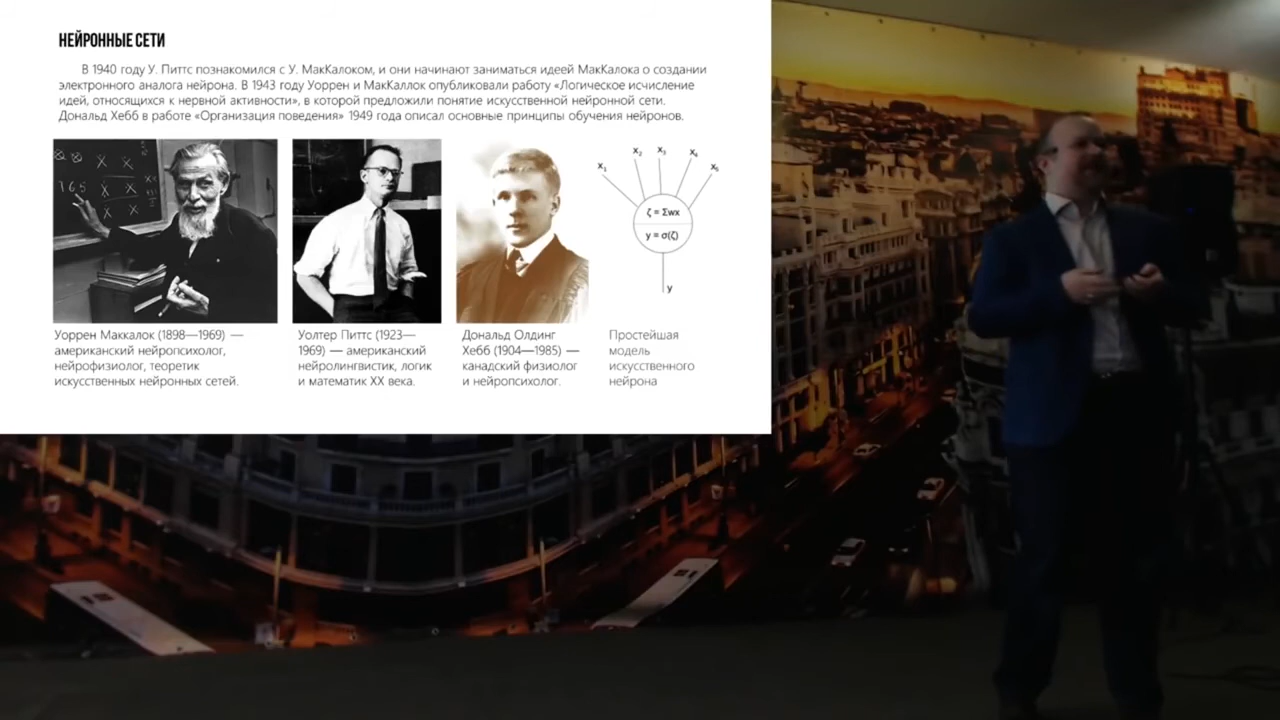 НЕЙРОННЫЕ СЕТИ
В 1940 году У. Питтс познакомился с У. МакКалоком, и они начинают заниматься идеей МакКалока о создании
электронного аналога нейрона. В 1943 году Уоррен и МакКаллок опубликовали работу «Логическое исчисление
идей, относящихся к нервной активности», в которой предложили понятие искусственной нейронной сети.
Дональд Хебб в работе «Организация поведения» 1949 года описал основные принципы обучения нейронов.
165
x₁ x₂ x₃ x₄ x₅
ζ = Σwx
y = σ(ζ)
y
Уоррен Маккалок (1898—1969) —
американский нейропсихолог,
нейрофизиолог, теоретик
искусственных нейронных сетей.
Уолтер Питтс (1923—
1969) — американский
нейролингвистик, логик
и математик XX века.
Дональд Олдинг
Хебб (1904—1985) —
канадский физиолог
и нейропсихолог.
Простейшая
модель
искусственного
нейрона